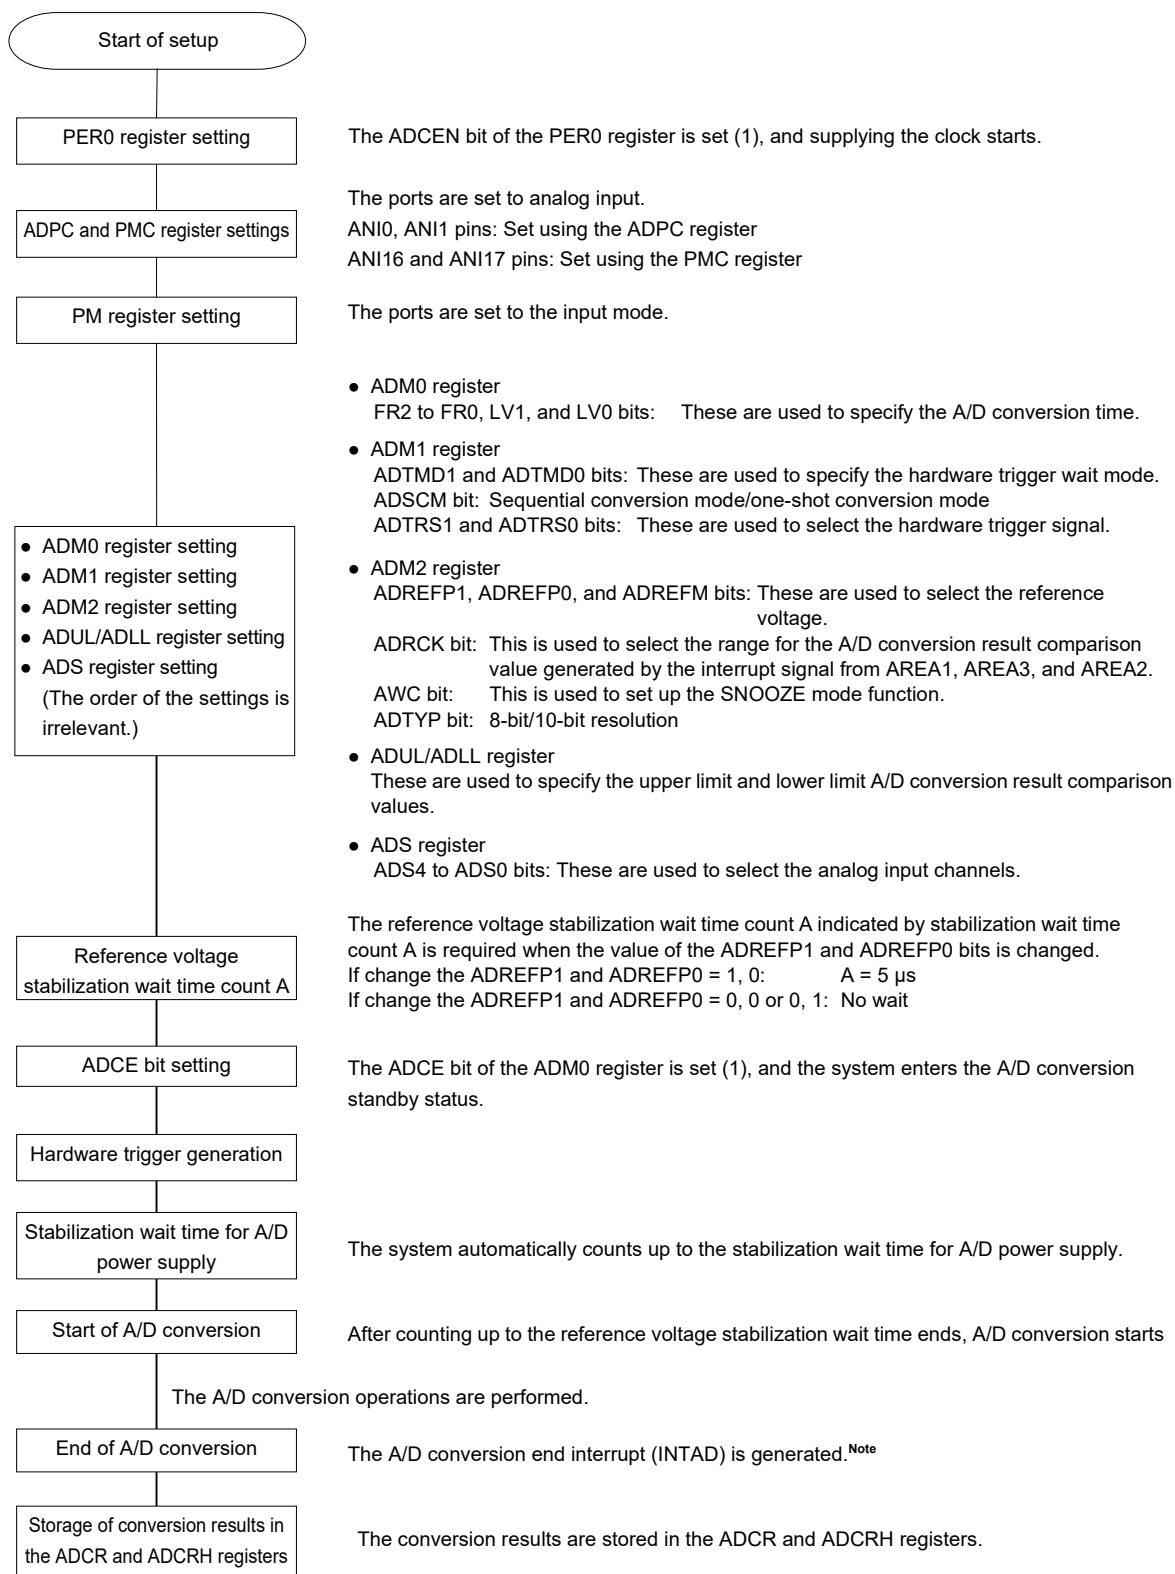 Start of setup
PER0 register setting
The ADCEN bit of the PER0 register is set (1), and supplying the clock starts.
ADPC and PMC register settings
The ports are set to analog input.
ANI0, ANI1 pins: Set using the ADPC register
ANI16 and ANI17 pins: Set using the PMC register
PM register setting
The ports are set to the input mode.
● ADM0 register setting
● ADM1 register setting
● ADM2 register setting
● ADUL/ADLL register setting
● ADS register setting
(The order of the settings is
irrelevant.)
● ADM0 register
FR2 to FR0, LV1, and LV0 bits: These are used to specify the A/D conversion time.
● ADM1 register
ADTMD1 and ADTMD0 bits: These are used to specify the hardware trigger wait mode.
ADSCM bit: Sequential conversion mode/one-shot conversion mode
ADTRS1 and ADTRS0 bits: These are used to select the hardware trigger signal.
● ADM2 register
ADREFP1, ADREFP0, and ADREFM bits: These are used to select the reference
voltage.
ADRCK bit: This is used to select the range for the A/D conversion result comparison
value generated by the interrupt signal from AREA1, AREA3, and AREA2.
AWC bit: This is used to set up the SNOOZE mode function.
ADTYP bit: 8-bit/10-bit resolution
● ADUL/ADLL register
These are used to specify the upper limit and lower limit A/D conversion result comparison
values.
● ADS register
ADS4 to ADS0 bits: These are used to select the analog input channels.
Reference voltage
stabilization wait time count A
The reference voltage stabilization wait time count A indicated by stabilization wait time
count A is required when the value of the ADREFP1 and ADREFP0 bits is changed.
If change the ADREFP1 and ADREFP0 = 1, 0: A = 5 μs
If change the ADREFP1 and ADREFP0 = 0, 0 or 0, 1: No wait
ADCE bit setting
The ADCE bit of the ADM0 register is set (1), and the system enters the A/D conversion
standby status.
Hardware trigger generation
Stabilization wait time for A/D
power supply
The system automatically counts up to the stabilization wait time for A/D power supply.
Start of A/D conversion
After counting up to the reference voltage stabilization wait time ends, A/D conversion starts
The A/D conversion operations are performed.
End of A/D conversion
The A/D conversion end interrupt (INTAD) is generated.Note
Storage of conversion results in
the ADCR and ADCRH registers
The conversion results are stored in the ADCR and ADCRH registers.